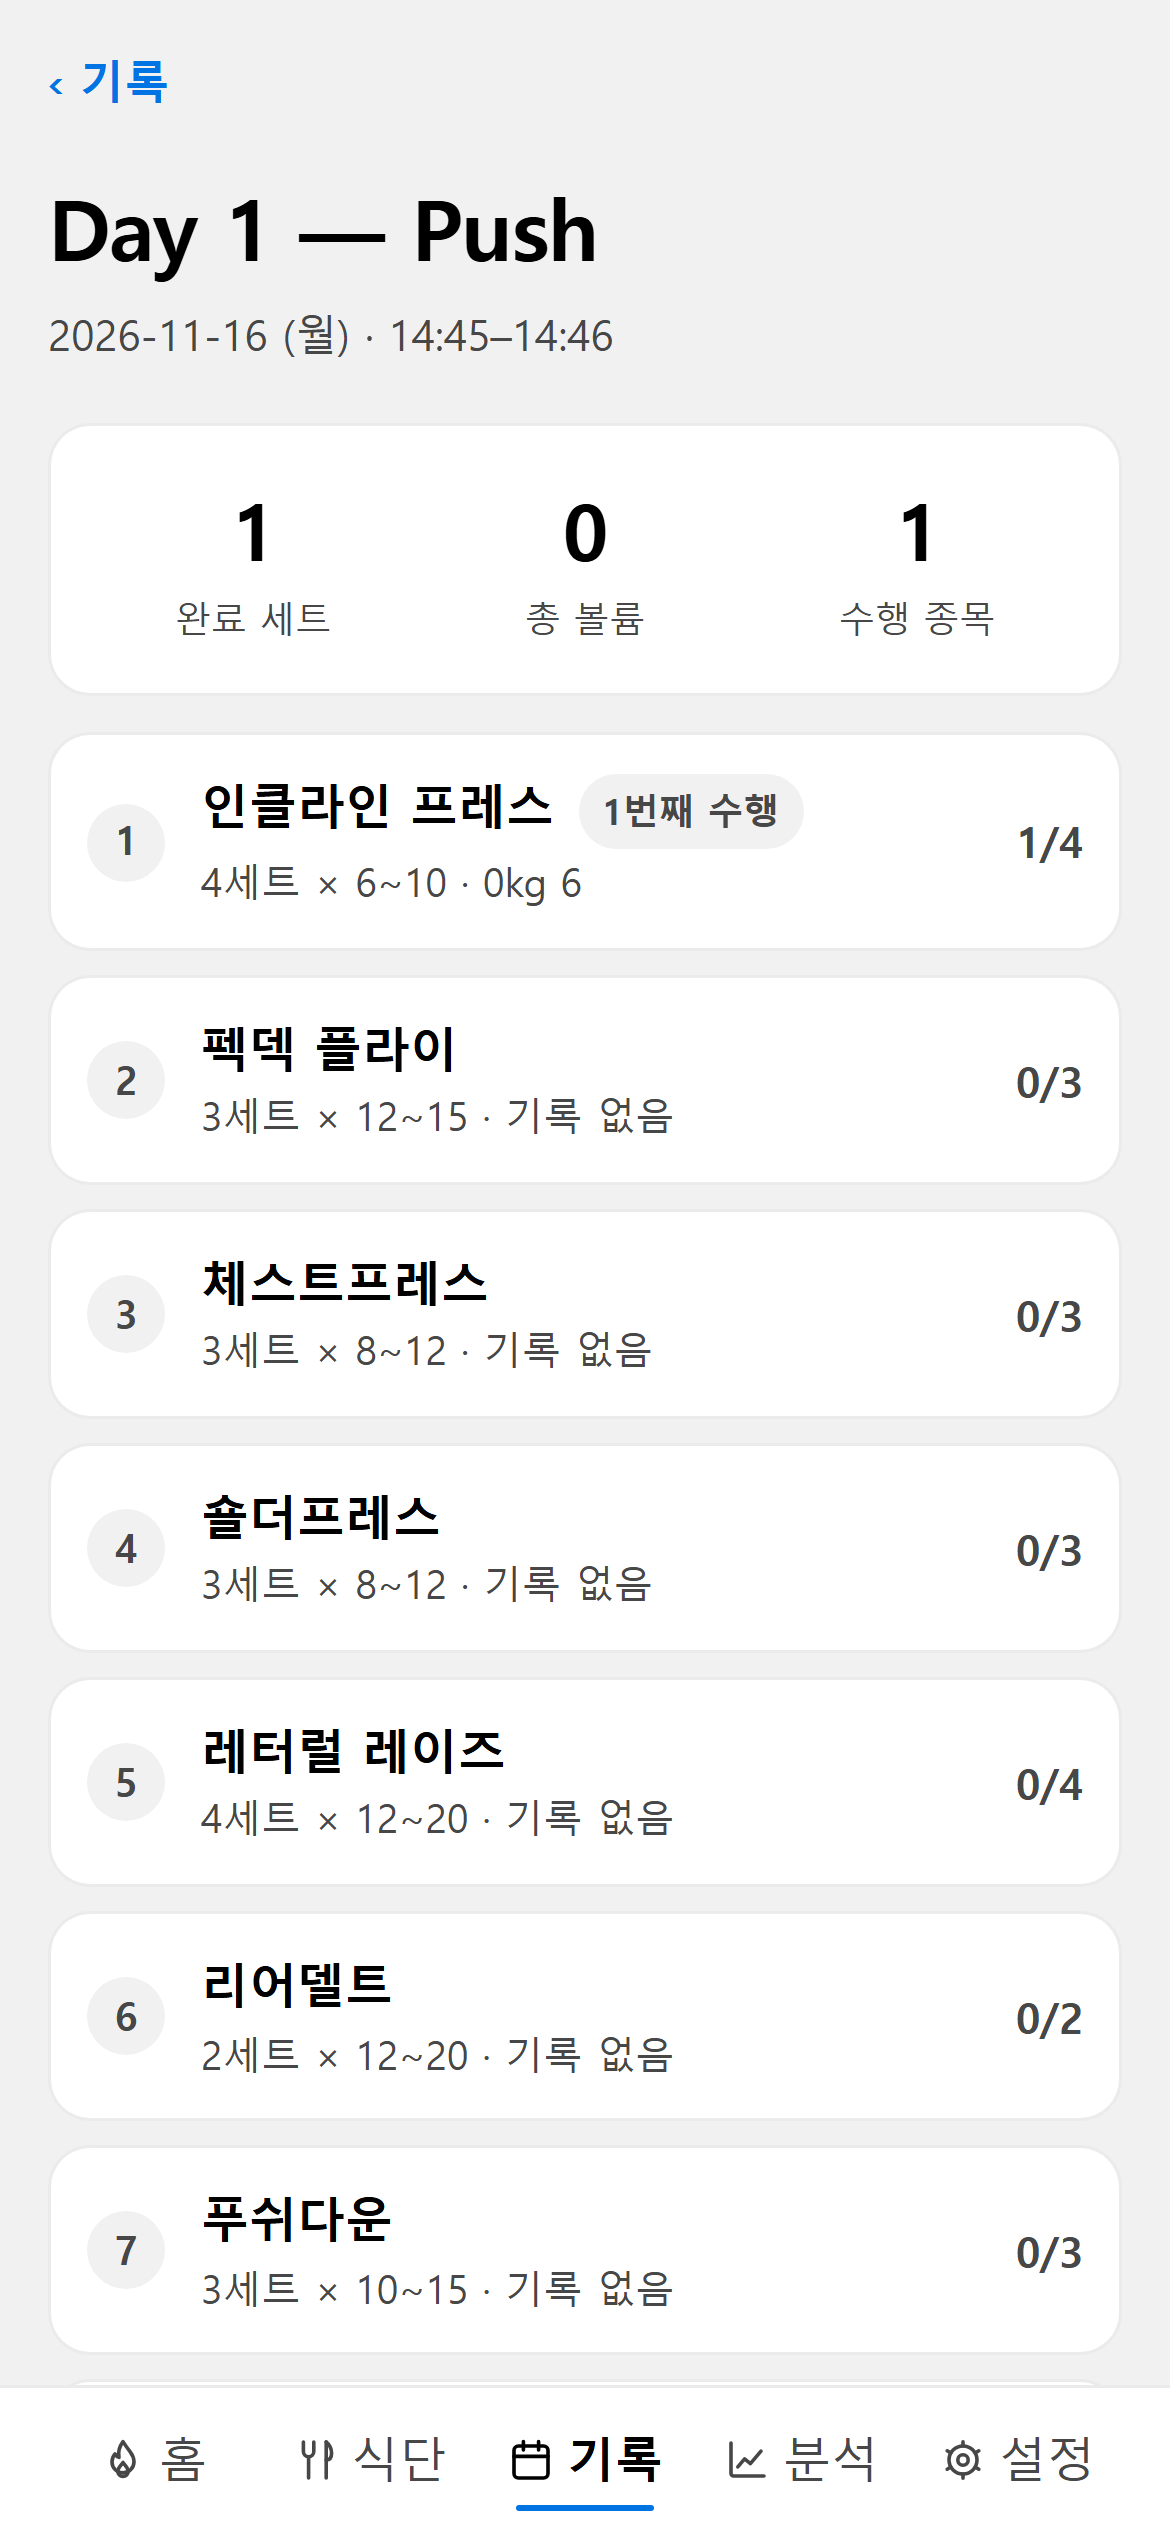 ‹ 기록
Day 1 — Push
2026-11-16 (월) · 14:45–14:46
1 0 1
완료 세트 총 볼륨 수행 종목
1 인클라인 프레스 1번째 수행 1/4
4세트 × 6~10 · 0kg 6
2 펙덱 플라이 0/3
3세트 × 12~15 · 기록 없음
3 체스트프레스 0/3
3세트 × 8~12 · 기록 없음
4 숄더프레스 0/3
3세트 × 8~12 · 기록 없음
5 레터럴 레이즈 0/4
4세트 × 12~20 · 기록 없음
6 리어델트 0/2
2세트 × 12~20 · 기록 없음
7 푸쉬다운 0/3
3세트 × 10~15 · 기록 없음
홈 식단 기록 분석 설정